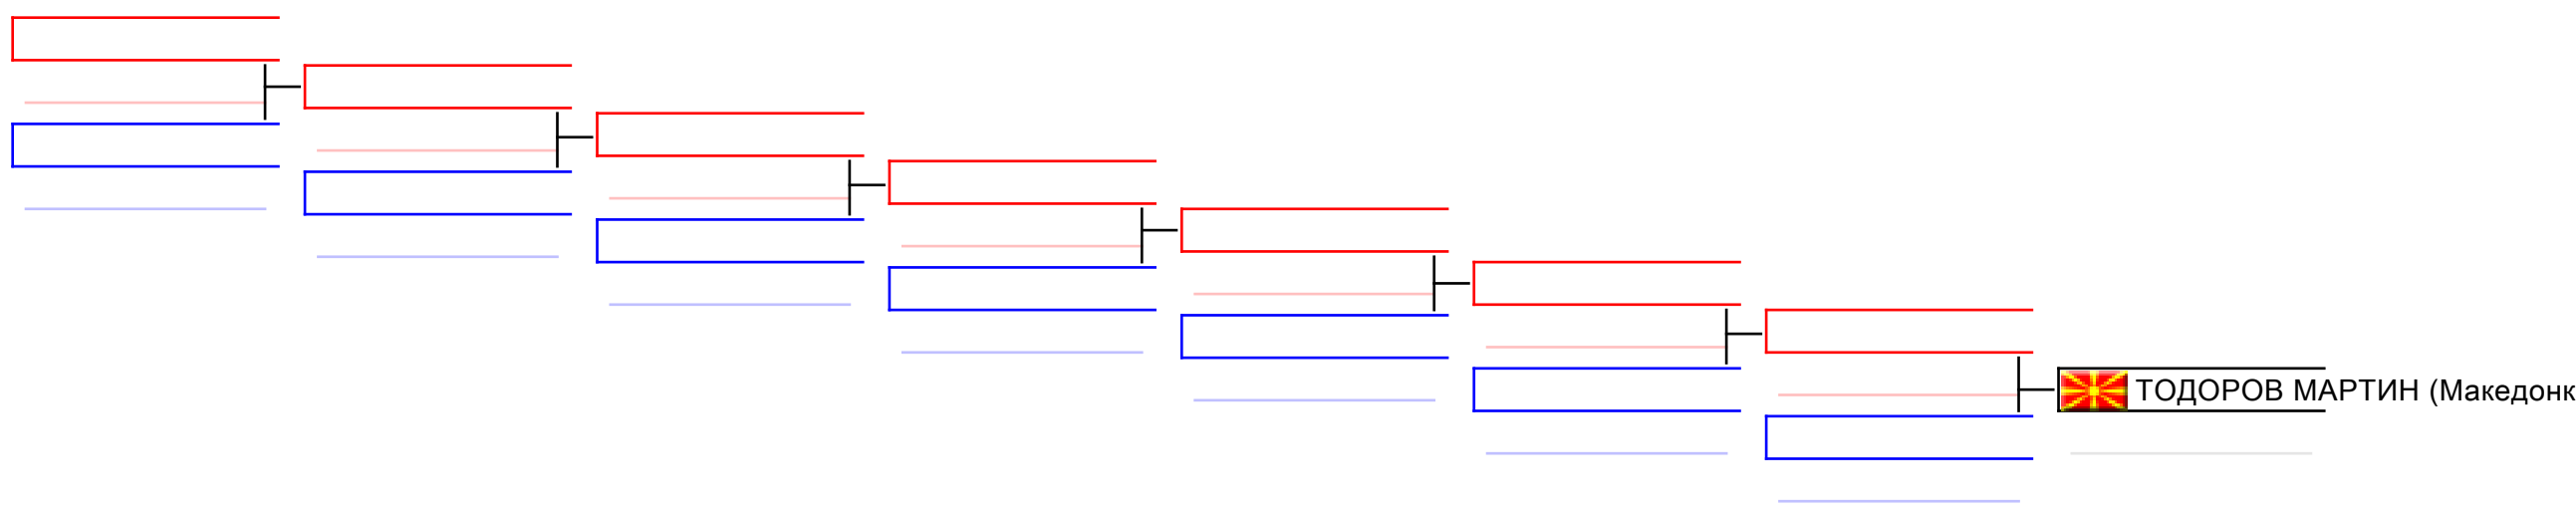 ТОДОРОВ МАРТИН (Македонк